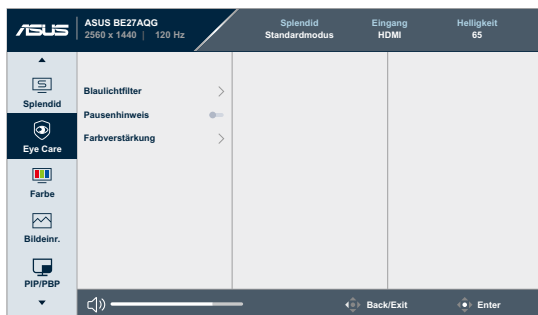 ASUS
ASUS BE27AQG
2560 x 1440 | 120 Hz
Splendid
Standardmodus
Eingang
HDMI
Helligkeit
65
Splendid
Eye Care
Farbe
Bildeinr.
PIP/PBP
Blaulichtfilter
Pausenhinweis
Farbverstärkung
Back/Exit
Enter